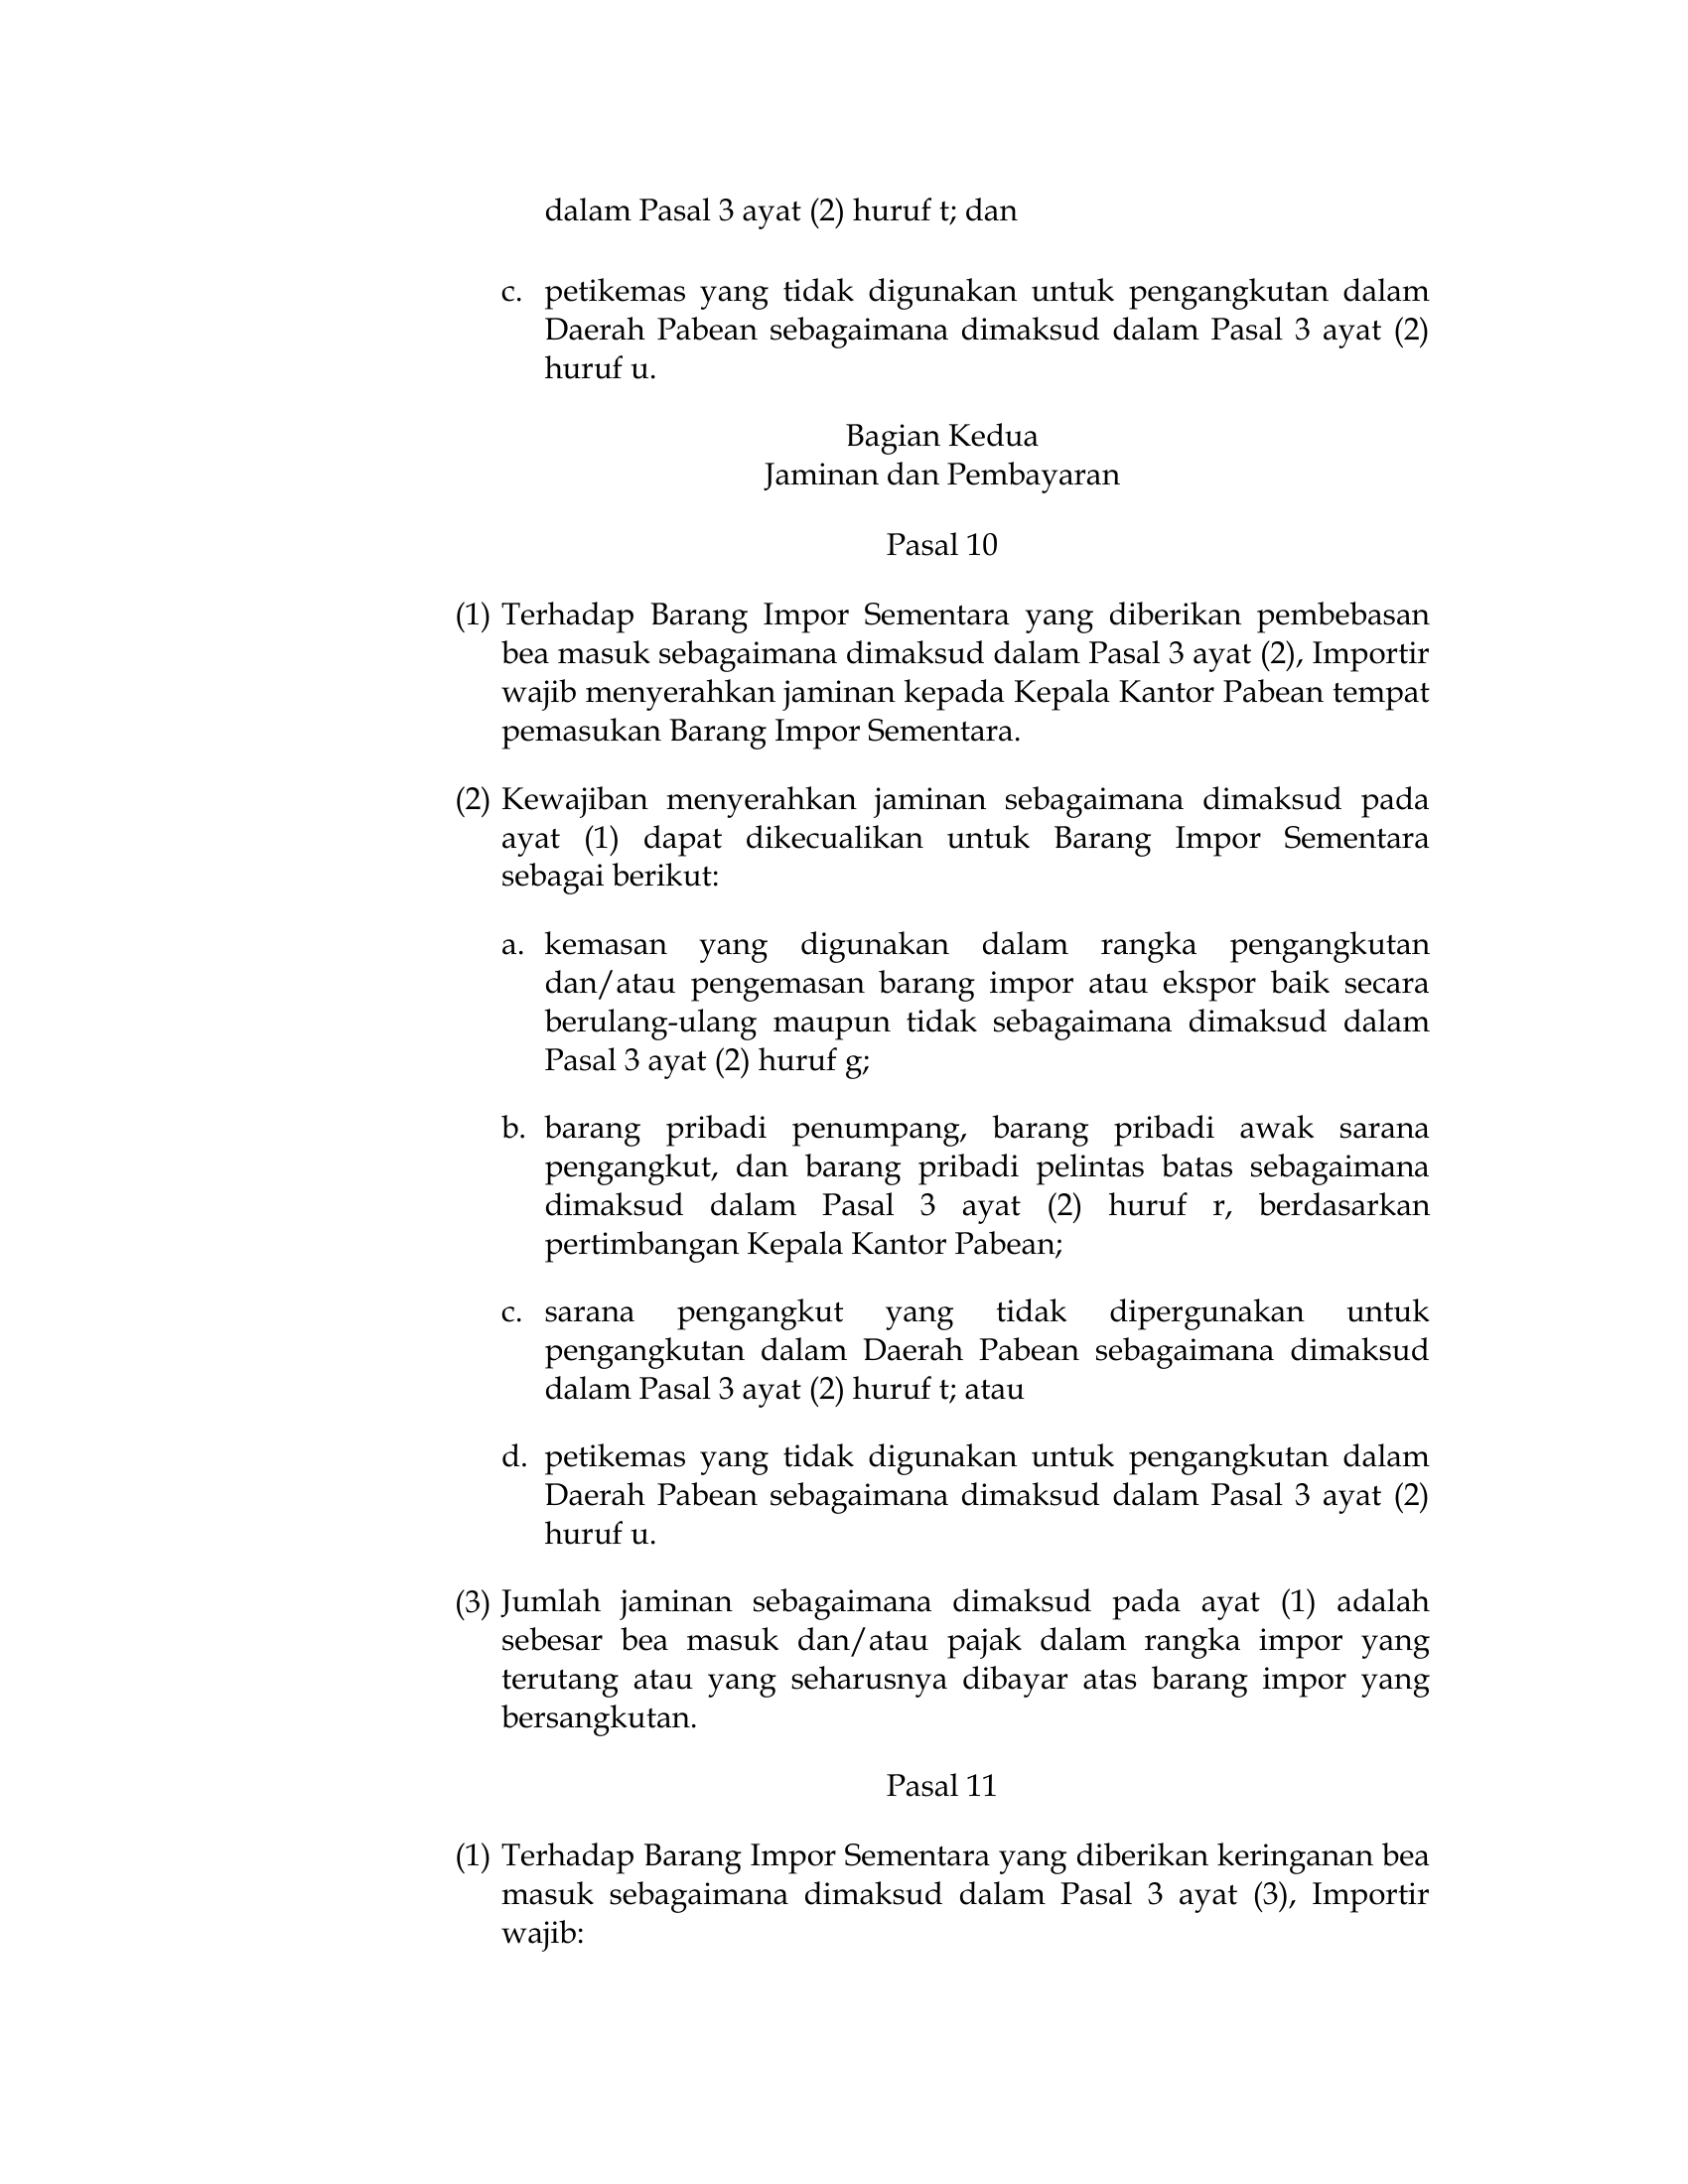 dalam Pasal 3 ayat (2) huruf t; dan
c. petikemas yang tidak digunakan untuk pengangkutan dalam
Daerah Pabean sebagaimana dimaksud dalam Pasal 3 ayat (2)
huruf u.
Bagian Kedua
Jaminan dan Pembayaran
Pasal 10
(1) Terhadap Barang Impor Sementara yang diberikan pembebasan
bea masuk sebagaimana dimaksud dalam Pasal 3 ayat (2), Importir
wajib menyerahkan jaminan kepada Kepala Kantor Pabean tempat
pemasukan Barang Impor Sementara.
(2) Kewajiban menyerahkan jaminan sebagaimana dimaksud pada
ayat (1) dapat dikecualikan untuk Barang Impor Sementara
sebagai berikut:
a. kemasan yang digunakan dalam rangka pengangkutan
dan/atau pengemasan barang impor atau ekspor baik secara
berulang-ulang maupun tidak sebagaimana dimaksud dalam
Pasal 3 ayat (2) huruf g;
b. barang pribadi penumpang, barang pribadi awak sarana
pengangkut, dan barang pribadi pelintas batas sebagaimana
dimaksud dalam Pasal 3 ayat (2) huruf r, berdasarkan
pertimbangan Kepala Kantor Pabean;
c. sarana pengangkut yang tidak dipergunakan untuk
pengangkutan dalam Daerah Pabean sebagaimana dimaksud
dalam Pasal 3 ayat (2) huruf t; atau
d. petikemas yang tidak digunakan untuk pengangkutan dalam
Daerah Pabean sebagaimana dimaksud dalam Pasal 3 ayat (2)
huruf u.
(3) Jumlah jaminan sebagaimana dimaksud pada ayat (1) adalah
sebesar bea masuk dan/atau pajak dalam rangka impor yang
terutang atau yang seharusnya dibayar atas barang impor yang
bersangkutan.
Pasal 11
(1) Terhadap Barang Impor Sementara yang diberikan keringanan bea
masuk sebagaimana dimaksud dalam Pasal 3 ayat (3), Importir
wajib: